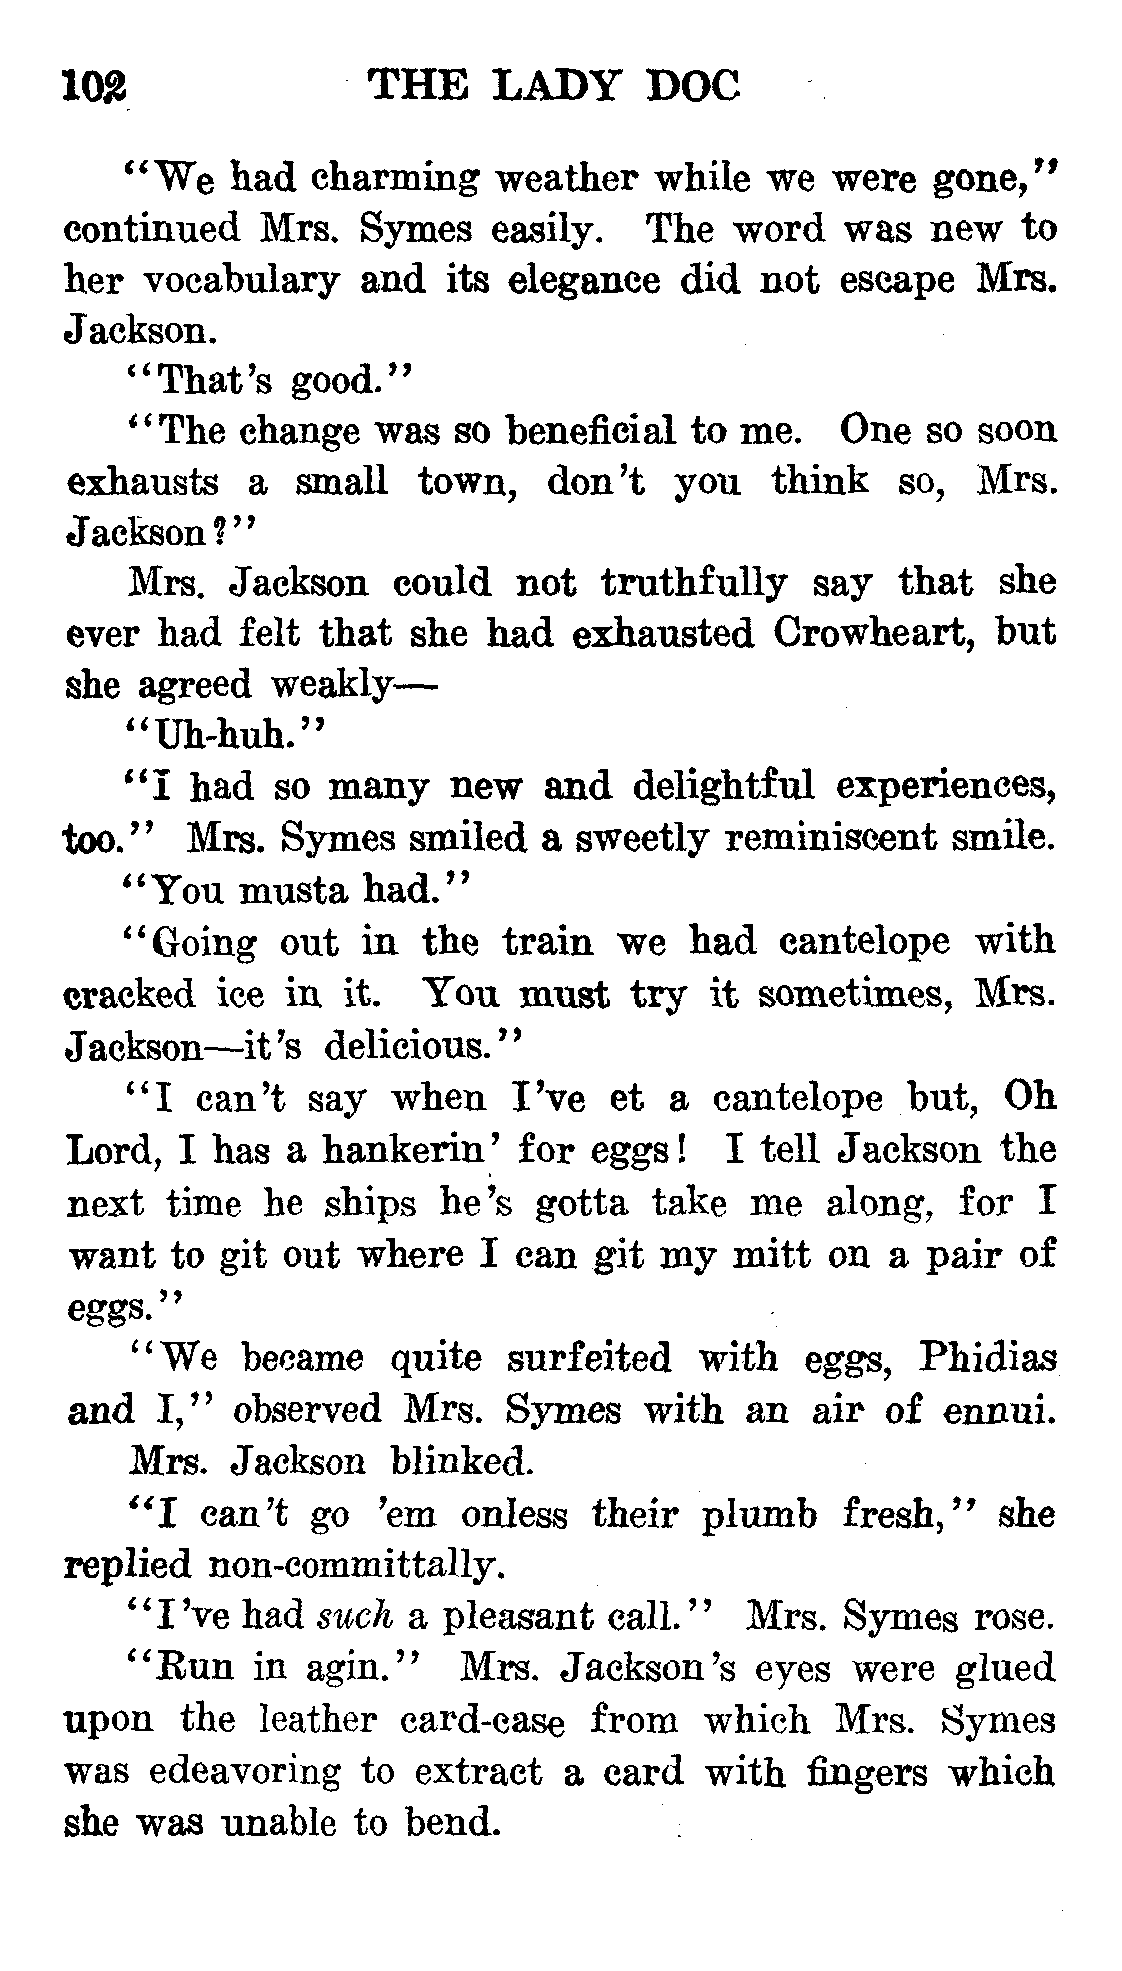 102 THE LADY DOC
“We had charming weather while we were gone,”
continued Mrs. Symes easily. The word was new to
her vocabulary and its elegance did not escape Mrs.
Jackson.
“That's good.”
“The change was so beneficial to me. One so soon
exhausts a small town, don't you think so, Mrs.
Jackson?”
Mrs. Jackson could not truthfully say that she
ever had felt that she had exhausted Crowheart, but
she agreed weakly—
“Uh-huh.”
“I had so many new and delightful experiences,
too.” Mrs. Symes smiled a sweetly reminiscent smile.
“You musta had.”
“Going out in the train we had cantelope with
cracked ice in it. You must try it sometimes, Mrs.
Jackson—it's delicious.”
“I can't say when I've et a cantelope but, Oh
Lord, I has a hankerin' for eggs! I tell Jackson the
next time he ships he's gotta take me along, for I
want to git out where I can git my mitt on a pair of
eggs.”
“We became quite surfeited with eggs, Phidias
and I,” observed Mrs. Symes with an air of ennui.
Mrs. Jackson blinked.
“I can't go 'em onless their plumb fresh,” she
replied non-committally.
“I've had such a pleasant call.” Mrs. Symes rose.
“Run in agin.” Mrs. Jackson's eyes were glued
upon the leather card-case from which Mrs. Symes
was edeavoring to extract a card with fingers which
she was unable to bend.